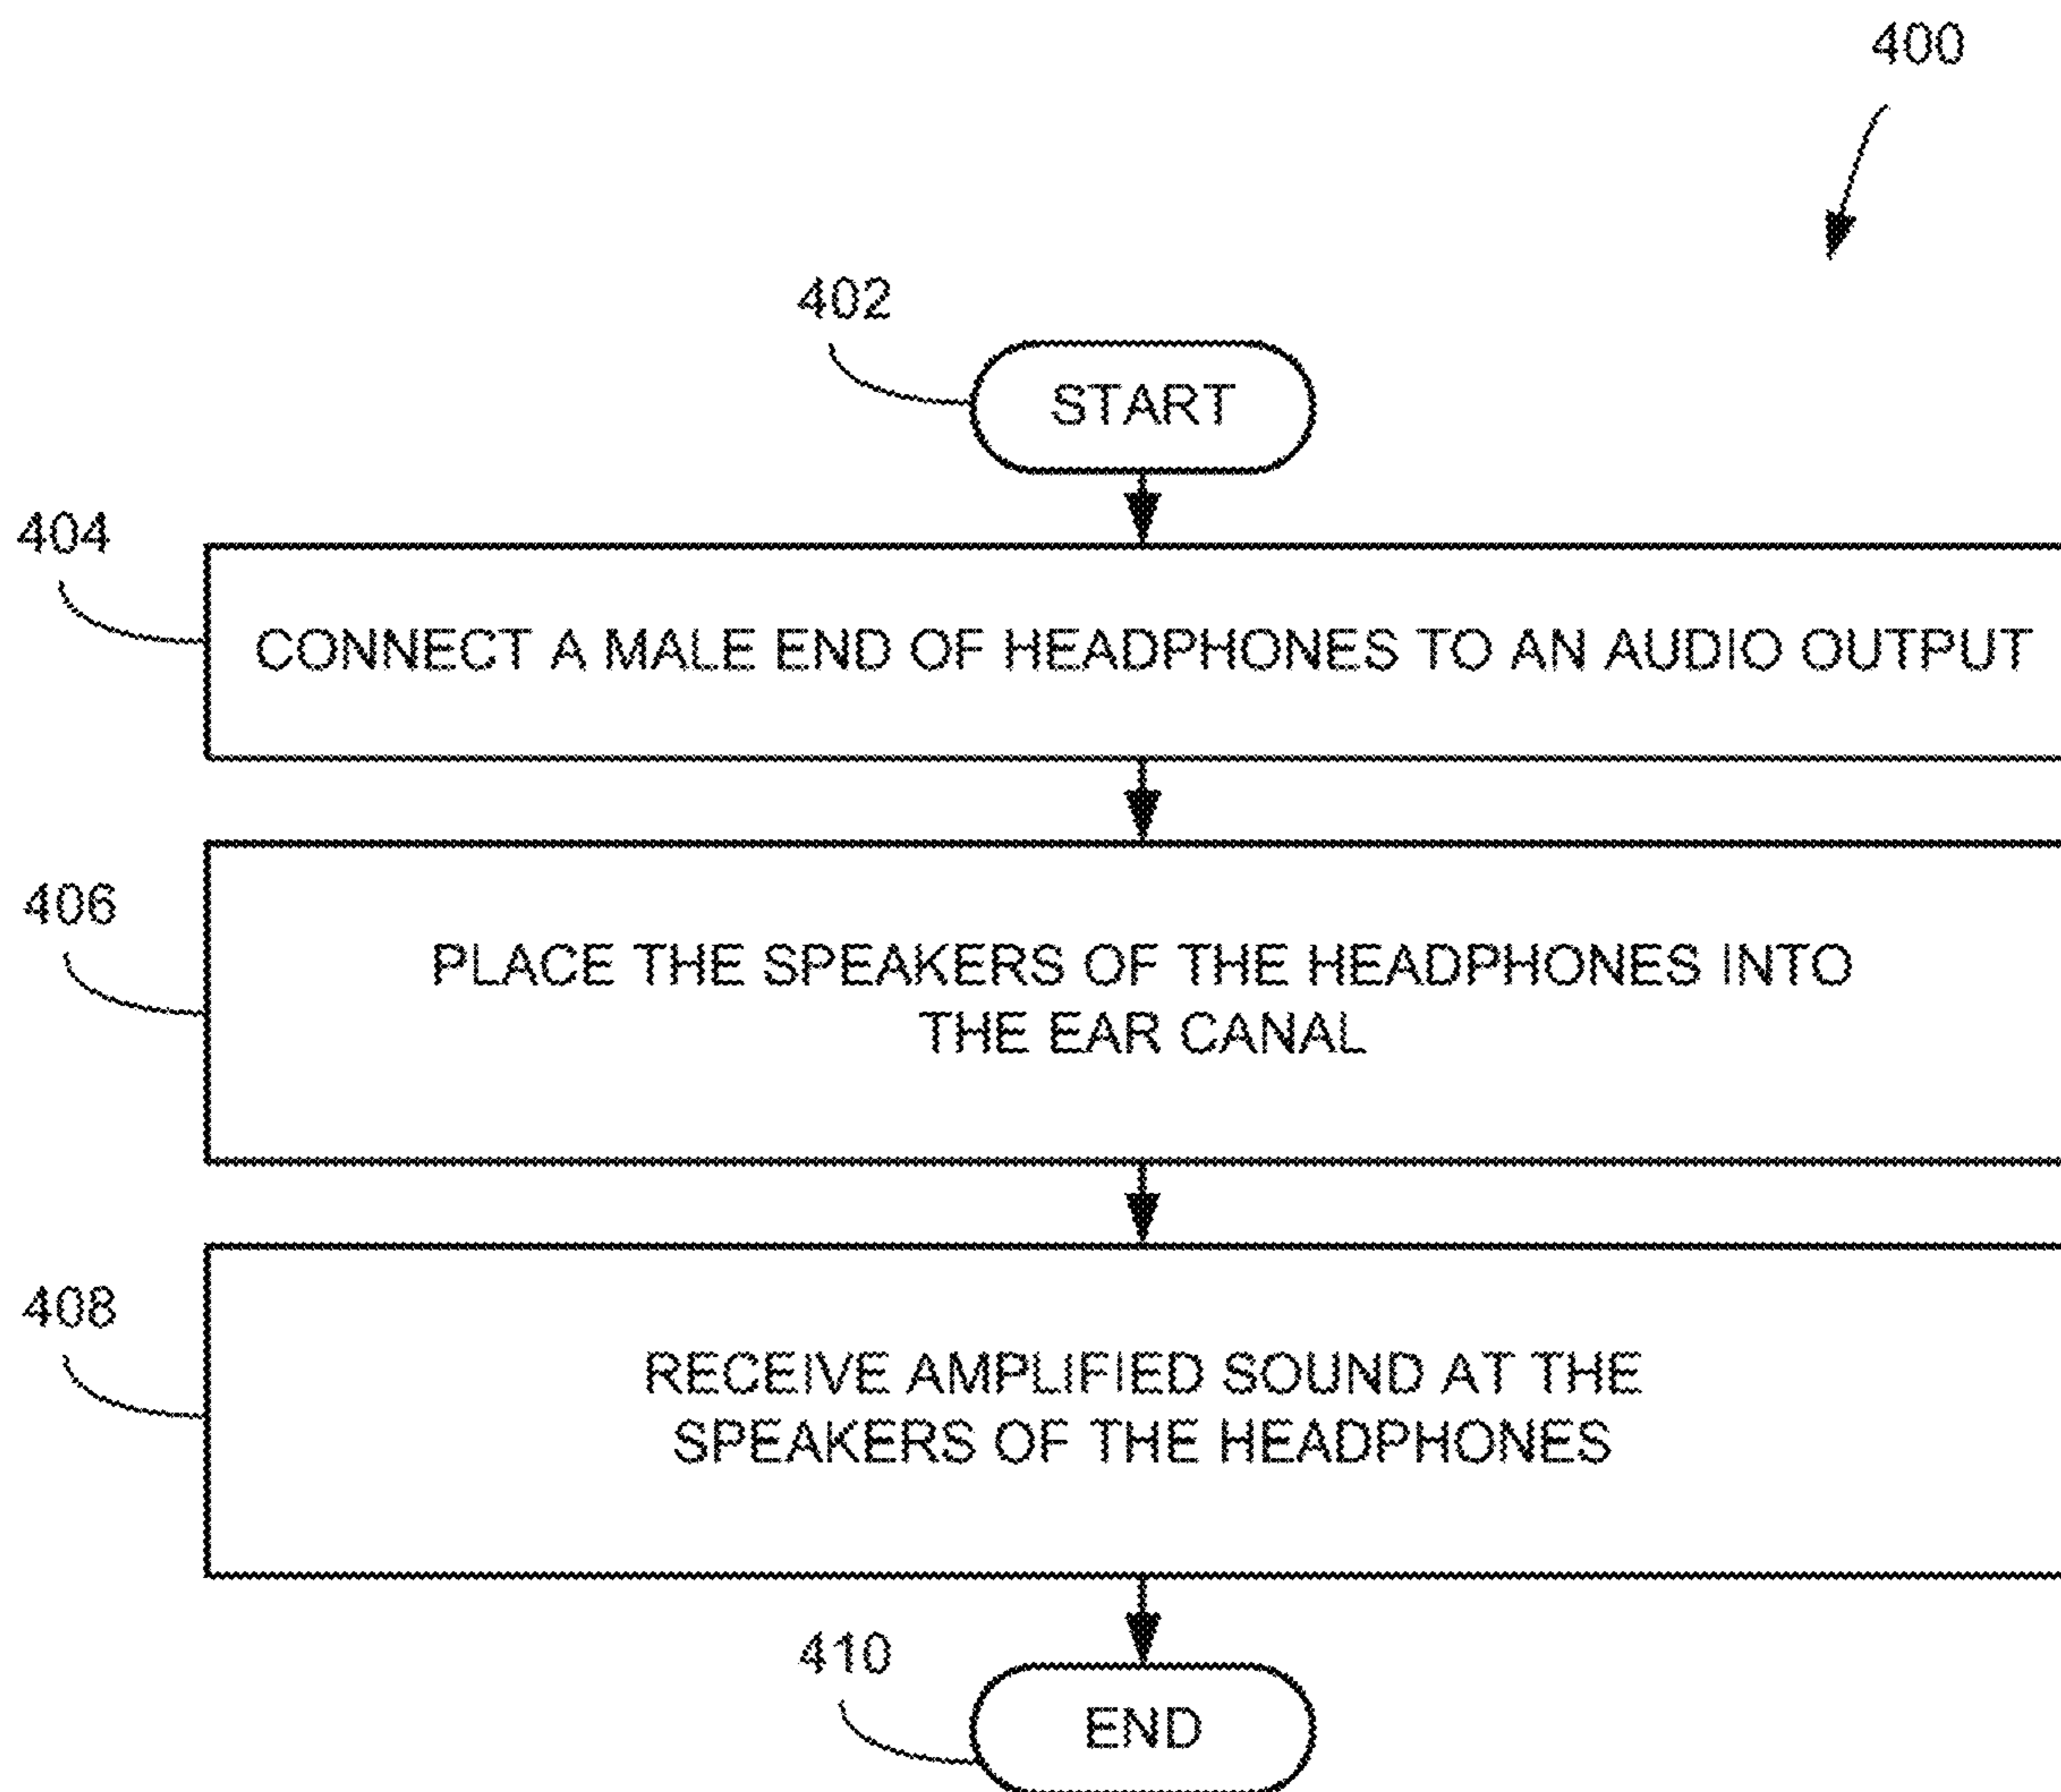 400
402
START
404
CONNECT A MALE END OF HEADPHONES TO AN AUDIO OUTPUT
406
PLACE THE SPEAKERS OF THE HEADPHONES INTO
THE EAR CANAL
408
RECEIVE AMPLIFIED SOUND AT THE
SPEAKERS OF THE HEADPHONES
410
END